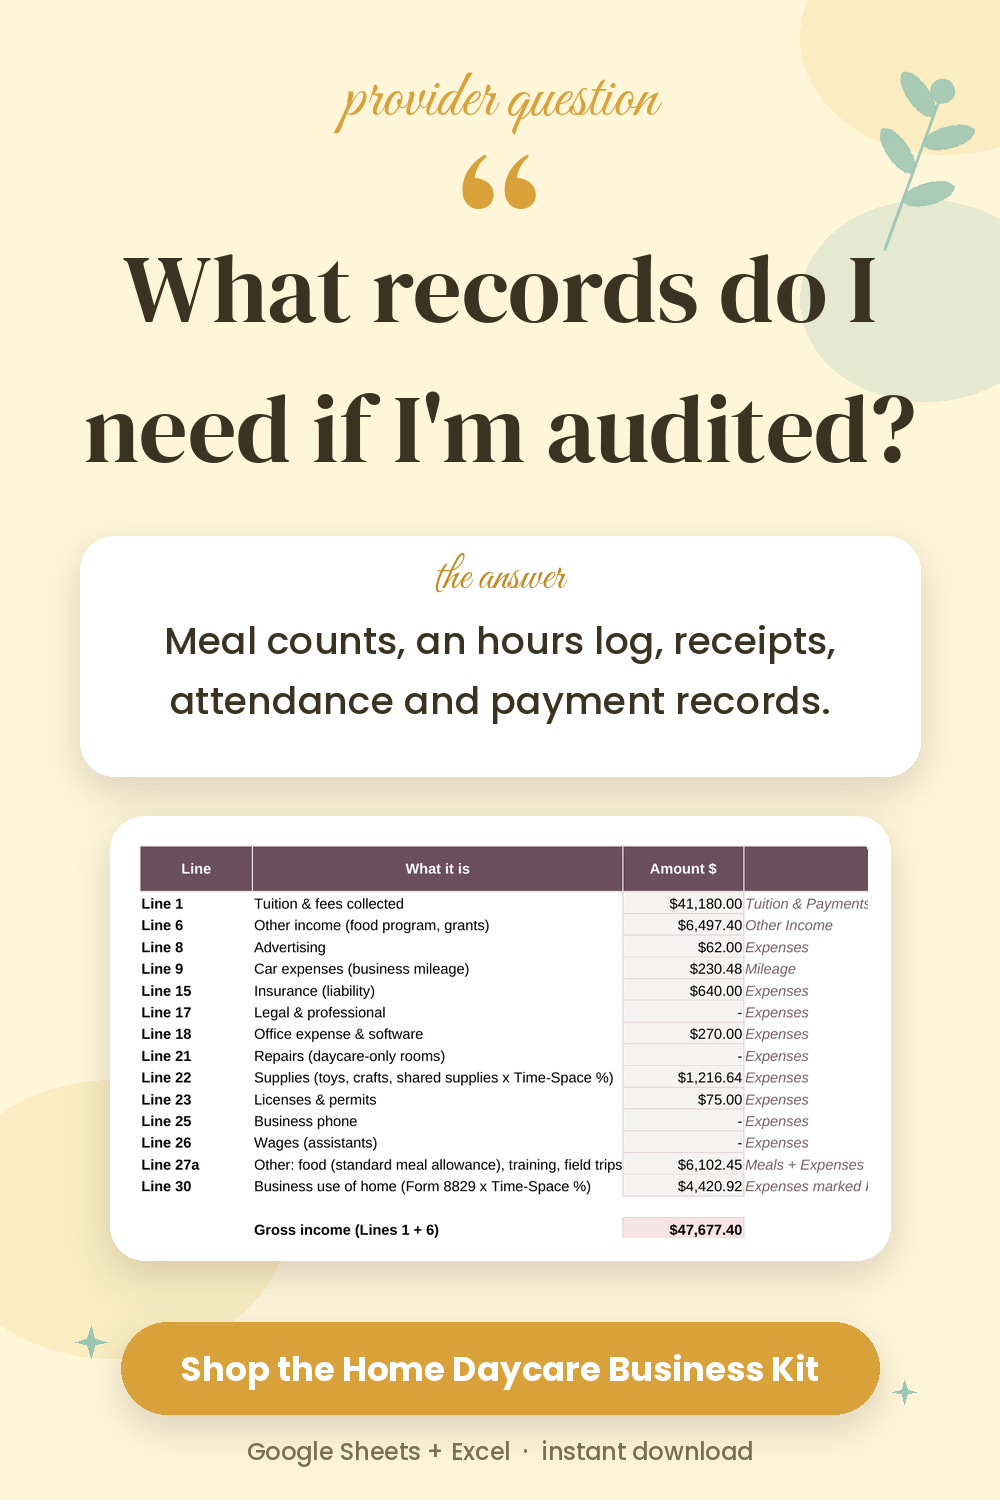 provider question
“
What records do I
need if I'm audited?
the answer
Meal counts, an hours log, receipts,
attendance and payment records.
Line What it is Amount $
Line 1 Tuition & fees collected $41,180.00 Tuition & Payments
Line 6 Other income (food program, grants) $6,497.40 Other Income
Line 8 Advertising $62.00 Expenses
Line 9 Car expenses (business mileage) $230.48 Mileage
Line 15 Insurance (liability) $640.00 Expenses
Line 17 Legal & professional - Expenses
Line 18 Office expense & software $270.00 Expenses
Line 21 Repairs (daycare-only rooms) - Expenses
Line 22 Supplies (toys, crafts, shared supplies x Time-Space %) $1,216.64 Expenses
Line 23 Licenses & permits $75.00 Expenses
Line 25 Business phone - Expenses
Line 26 Wages (assistants) - Expenses
Line 27a Other: food (standard meal allowance), training, field trips $6,102.45 Meals + Expenses
Line 30 Business use of home (Form 8829 x Time-Space %) $4,420.92 Expenses marked
Gross income (Lines 1 + 6) $47,677.40
Shop the Home Daycare Business Kit
Google Sheets + Excel · instant download